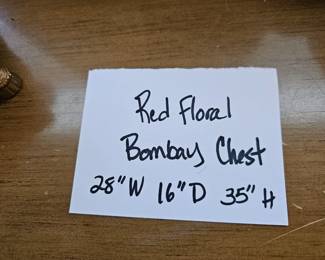 Red Floral
Bombay Chest
28"W 16"D 35"H